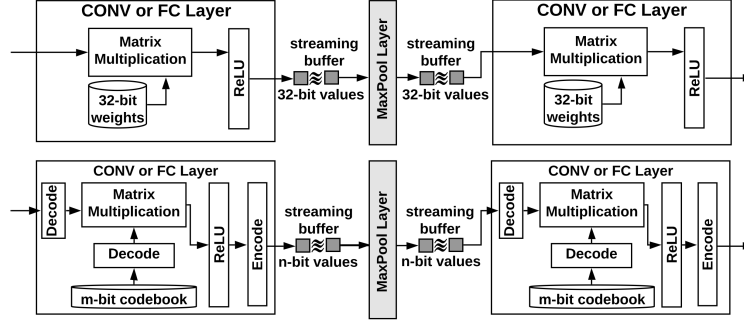 CONV or FC Layer
Matrix
Multiplication
32-bit
weights
ReLU
streaming
buffer
32-bit values
MaxPool Layer
streaming
buffer
32-bit values
CONV or FC Layer
Matrix
Multiplication
32-bit
weights
ReLU
CONV or FC Layer
Decode
Matrix
Multiplication
Decode
m-bit codebook
ReLU
Encode
streaming
buffer
n-bit values
MaxPool Layer
streaming
buffer
n-bit values
CONV or FC Layer
Decode
Matrix
Multiplication
Decode
m-bit codebook
ReLU
Encode